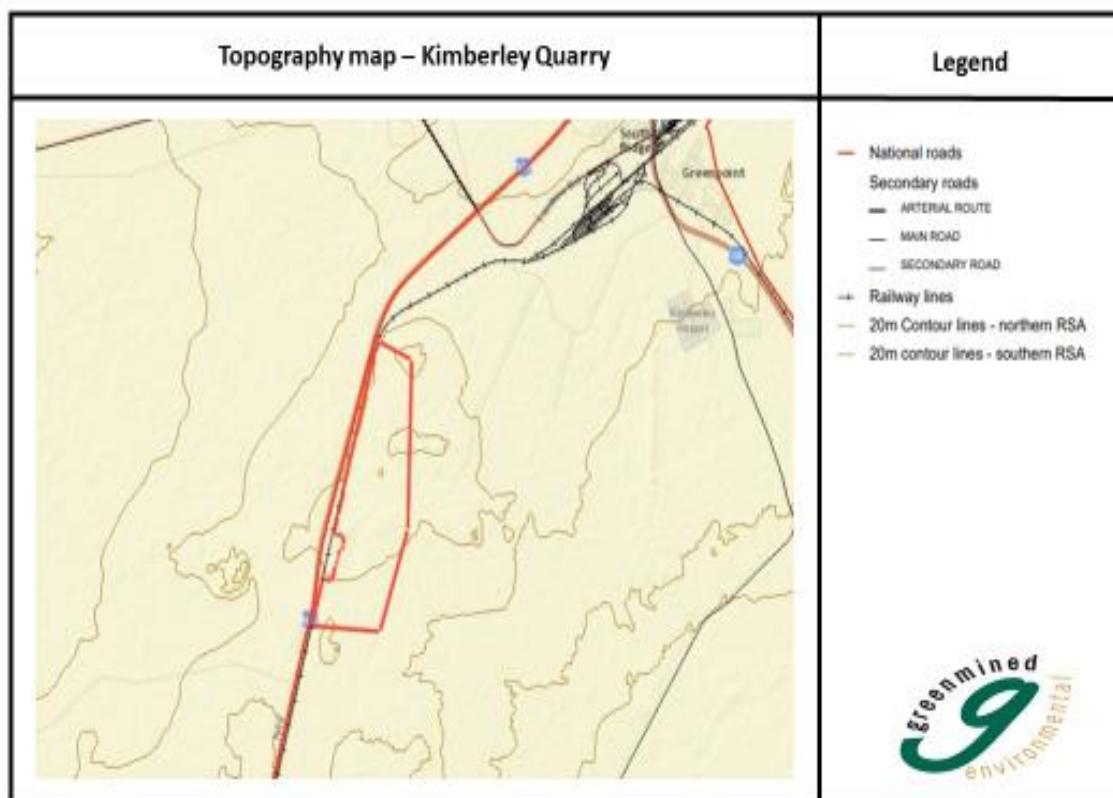 Topography map – Kimberley Quarry
Legend
Greenpoint
National roads
Secondary roads
ARTERIAL ROUTE
MAIN ROAD
SECONDARY ROAD
Railway lines
20m Contour lines - northern RSA
20m contour lines - southern RSA
greenmined
g
environmental